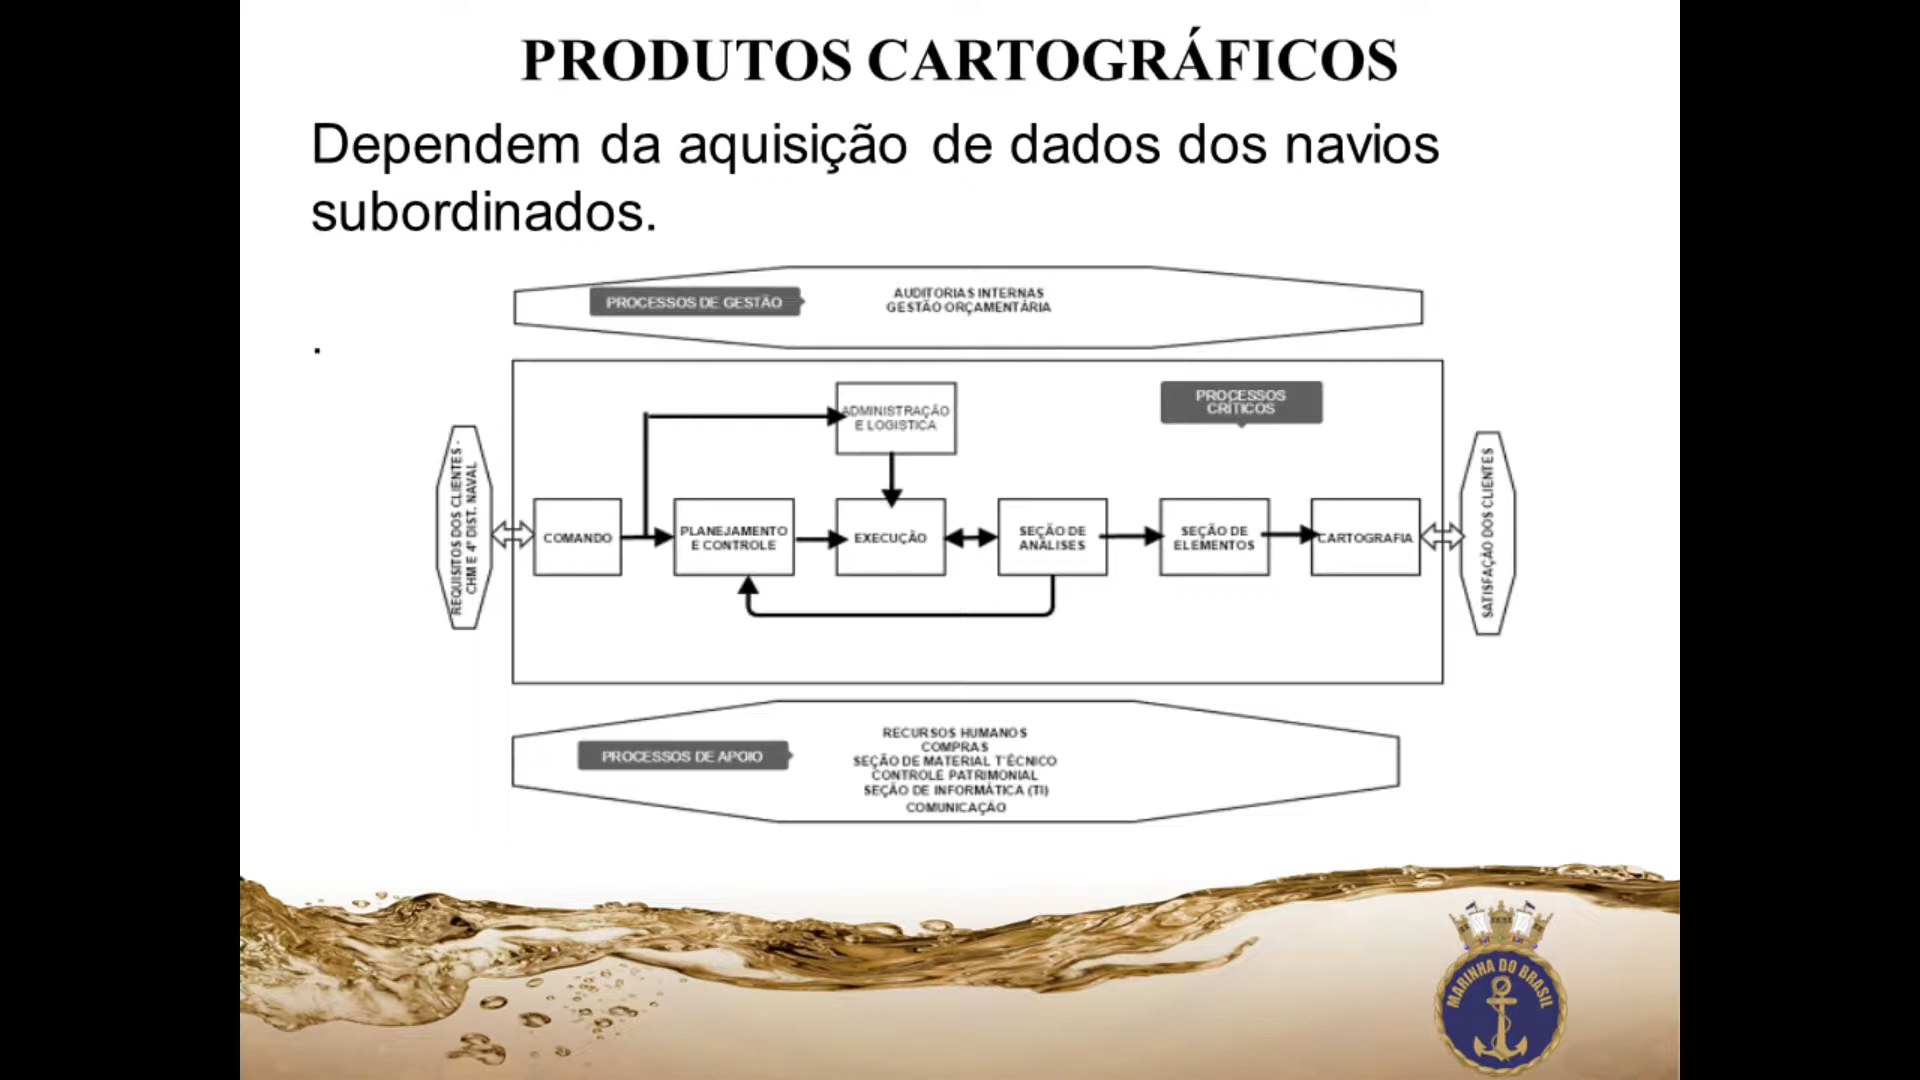 PRODUTOS CARTOGRÁFICOS
Dependem da aquisição de dados dos navios
subordinados.
.
PROCESSOS DE GESTÃO
AUDITORIAS INTERNAS
GESTÃO ORÇAMENTÁRIA
PROCESSOS
CRÍTICOS
ADMINISTRAÇÃO
E LOGISTICA
REQUISITOS DOS CLIENTES -
CHM E 4º DIST. NAVAL
COMANDO
PLANEJAMENTO
E CONTROLE
EXECUÇÃO
SEÇÃO DE
ANÁLISES
SEÇÃO DE
ELEMENTOS
CARTOGRAFIA
SATISFAÇÃO DOS CLIENTES
PROCESSOS DE APOIO
RECURSOS HUMANOS
COMPRAS
SEÇÃO DE MATERIAL T'ÉCNICO
CONTROLE PATRIMONIAL
SEÇÃO DE INFORMÁTICA (TI)
COMUNICAÇÃO
MARINHA DO BRASIL